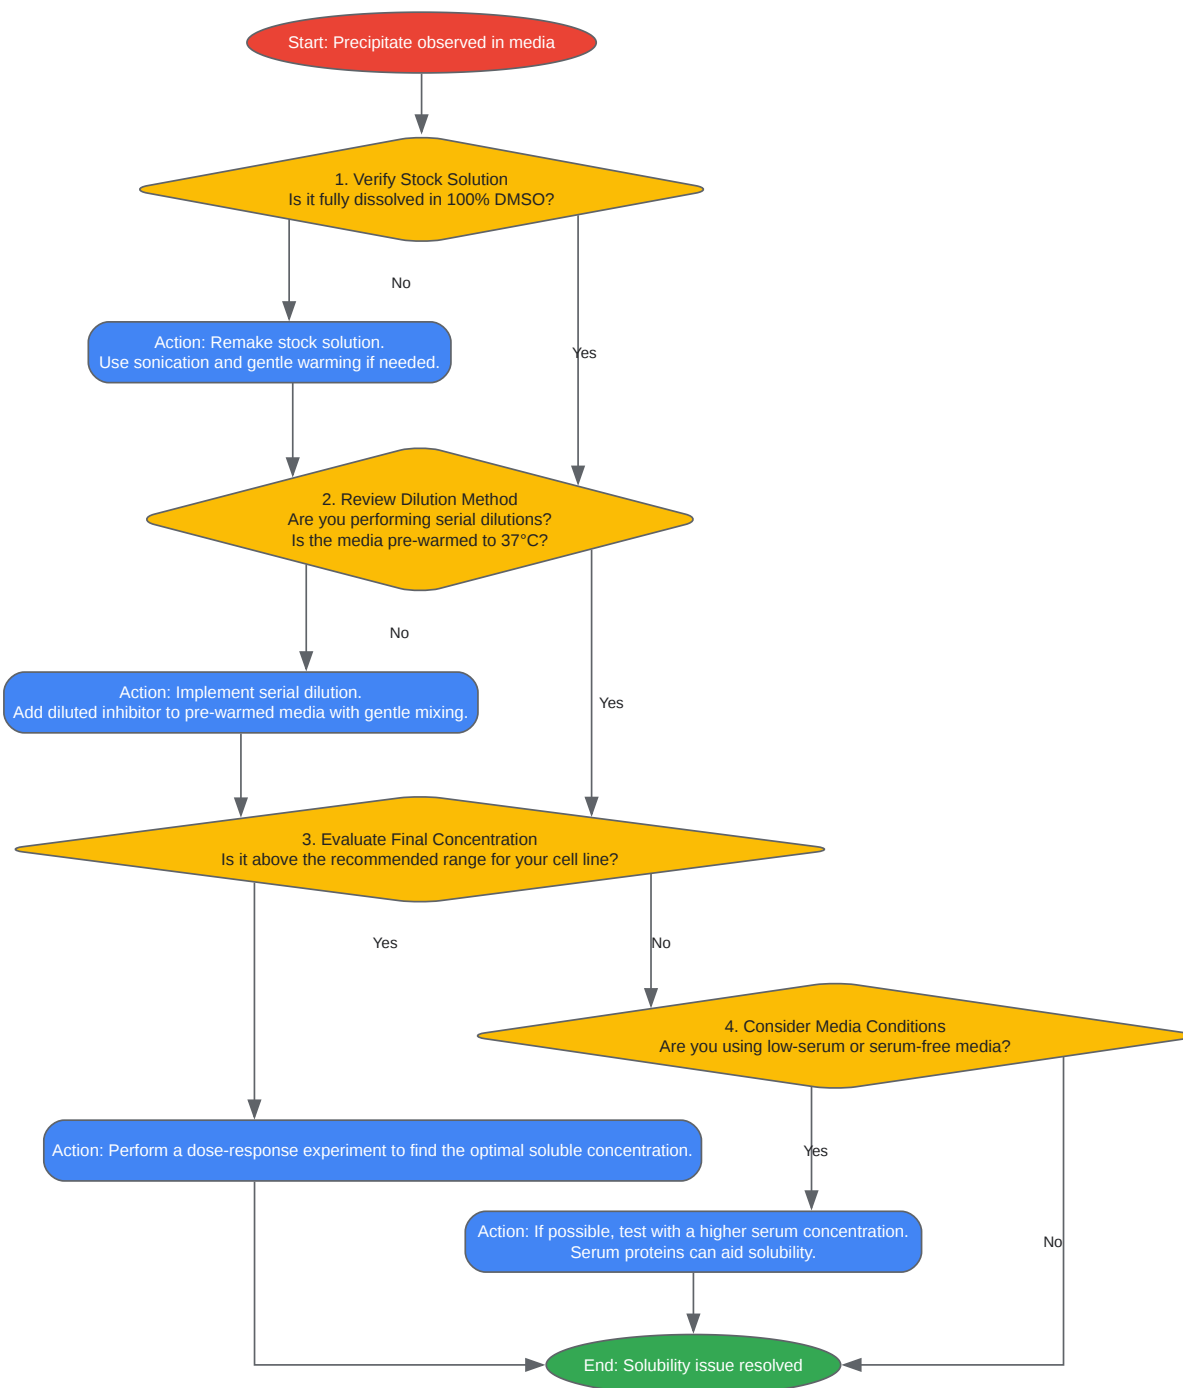 Start: Precipitate observed in media
1. Verify Stock Solution
Is it fully dissolved in 100% DMSO?
No
Yes
Action: Remake stock solution.
Use sonication and gentle warming if needed.
2. Review Dilution Method
Are you performing serial dilutions?
Is the media pre-warmed to 37°C?
No
Yes
Action: Implement serial dilution.
Add diluted inhibitor to pre-warmed media with gentle mixing.
3. Evaluate Final Concentration
Is it above the recommended range for your cell line?
Yes
No
4. Consider Media Conditions
Are you using low-serum or serum-free media?
Action: Perform a dose-response experiment to find the optimal soluble concentration.
Yes
Action: If possible, test with a higher serum concentration.
Serum proteins can aid solubility.
No
End: Solubility issue resolved